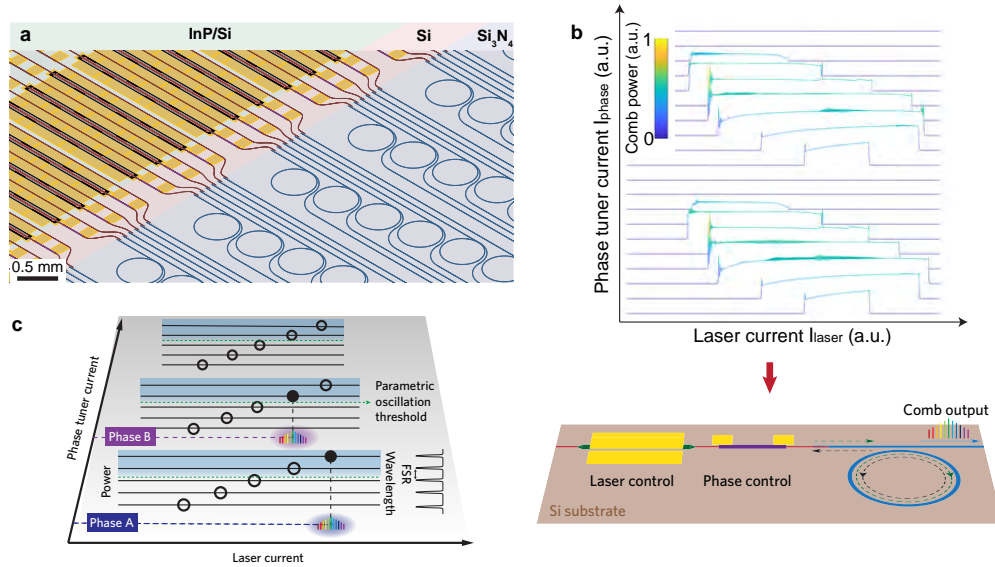 a
InP/Si
Si
Si₃N₄
0.5 mm
b
Phase tuner current Iphase (a.u.)
Comb power (a.u.)
1
0
Laser current Ilaser (a.u.)
c
Phase tuner current
Parametric
oscillation
threshold
Phase B
Power
Wavelength
FSR
Phase A
Laser current
Comb output
Laser control
Phase control
Si substrate